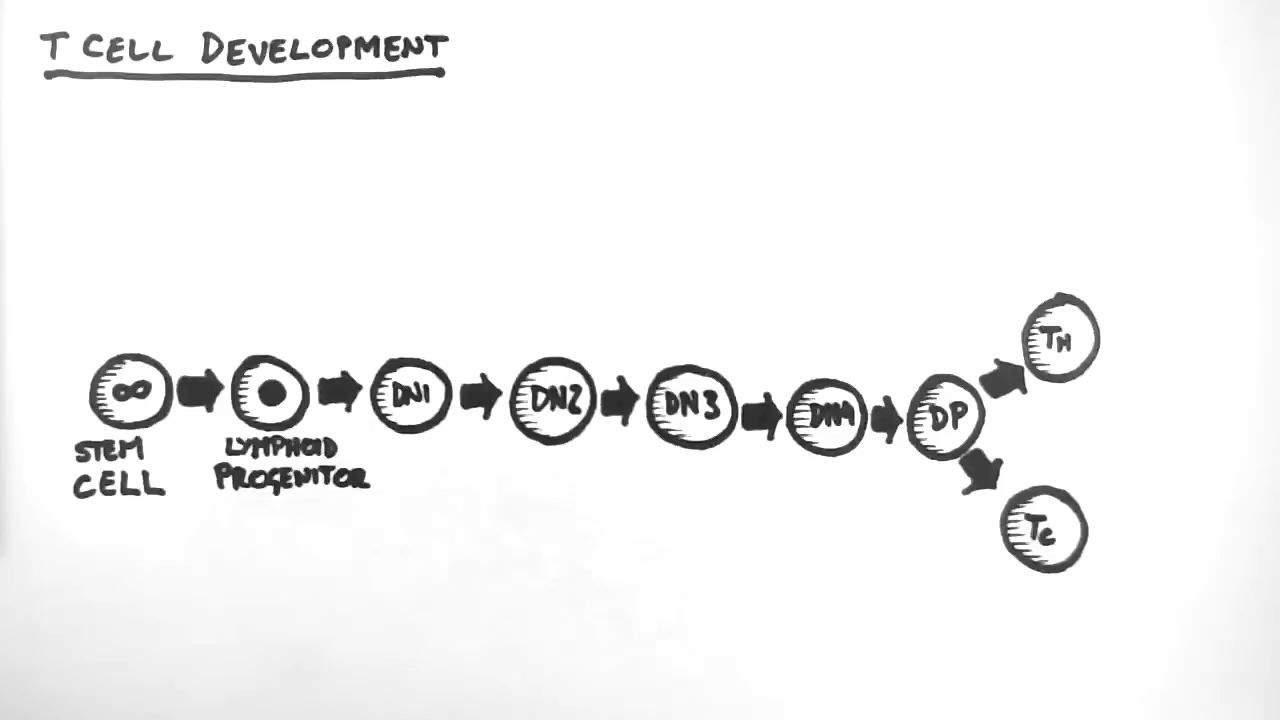 T CELL DEVELOPMENT
∞
DN1
DN2
DN3
DN4
DP
TH
TC
STEM
CELL
LYMPHOID
PROGENITOR